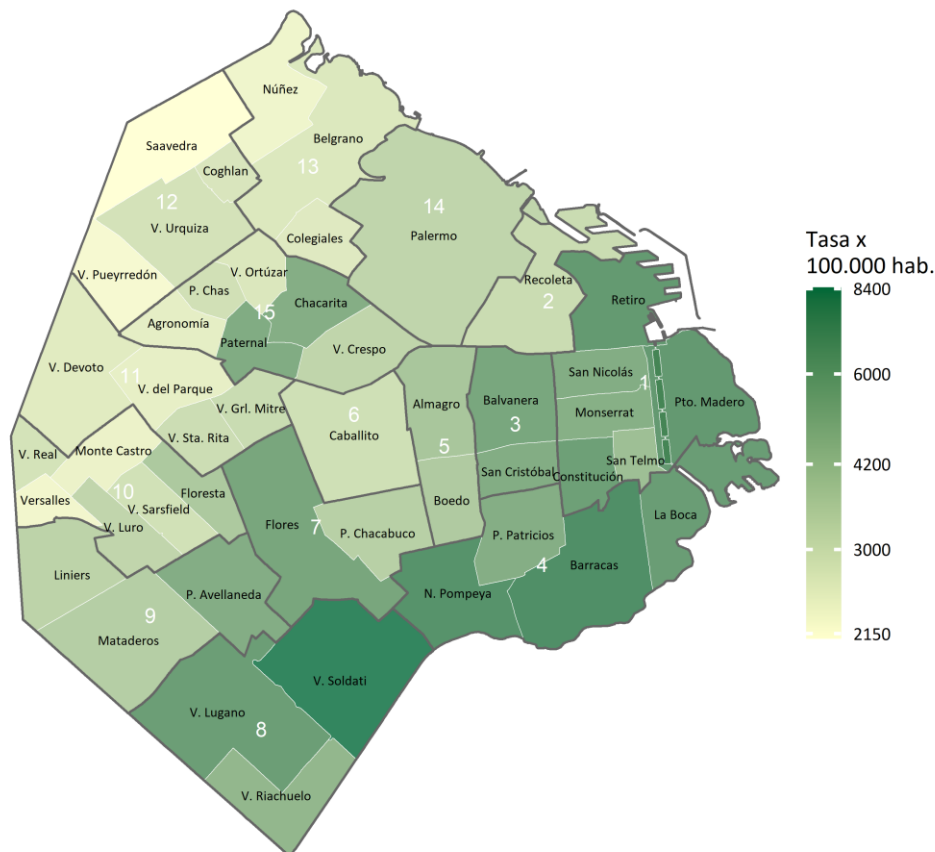 Núñez
Belgrano
Saavedra
Coghlan
13
12
V. Urquiza
14
Palermo
Colegiales
V. Pueyrredón
V. Ortúzar
P. Chas
Chacarita
Recoleta
2
Retiro
Agronomía
15
Paternal
V. Crespo
V. Devoto
11
V. del Parque
San Nicolás
1
Pto. Madero
V. Grl. Mitre
6
Caballito
Almagro
Balvanera
3
Monserrat
V. Sta. Rita
5
V. Real
Monte Castro
San Cristóbal
Constitución
San Telmo
Versalles
10
Floresta
V. Sarsfield
V. Luro
Flores
7
P. Chacabuco
Boedo
P. Patricios
La Boca
Liniers
P. Avellaneda
N. Pompeya
4
Barracas
9
Mataderos
V. Soldati
V. Lugano
8
V. Riachuelo
Tasa x
100.000 hab.
8400
6000
4200
3000
2150